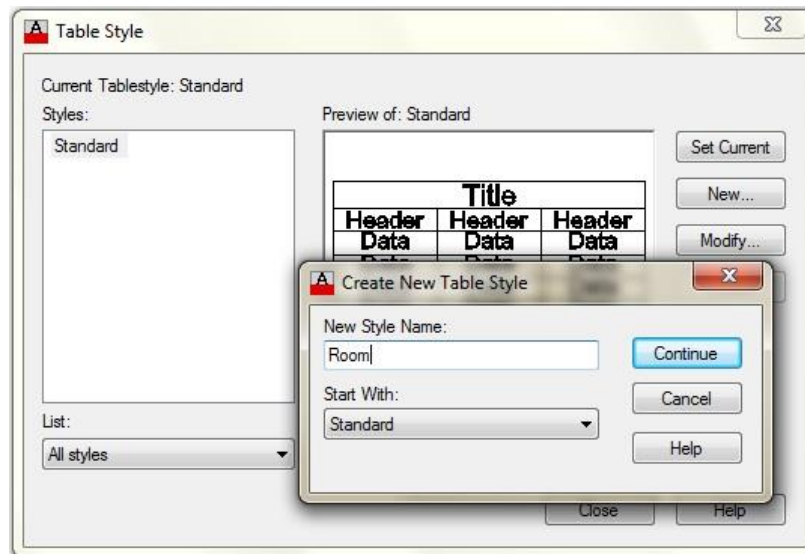 Table Style
Current Tablestyle: Standard
Styles:
Standard
List:
All styles
Preview of: Standard
Title
Header Header Header
Data Data Data
Set Current
New...
Modify...
Create New Table Style
New Style Name:
Room
Start With:
Standard
Continue
Cancel
Help
Close
Help